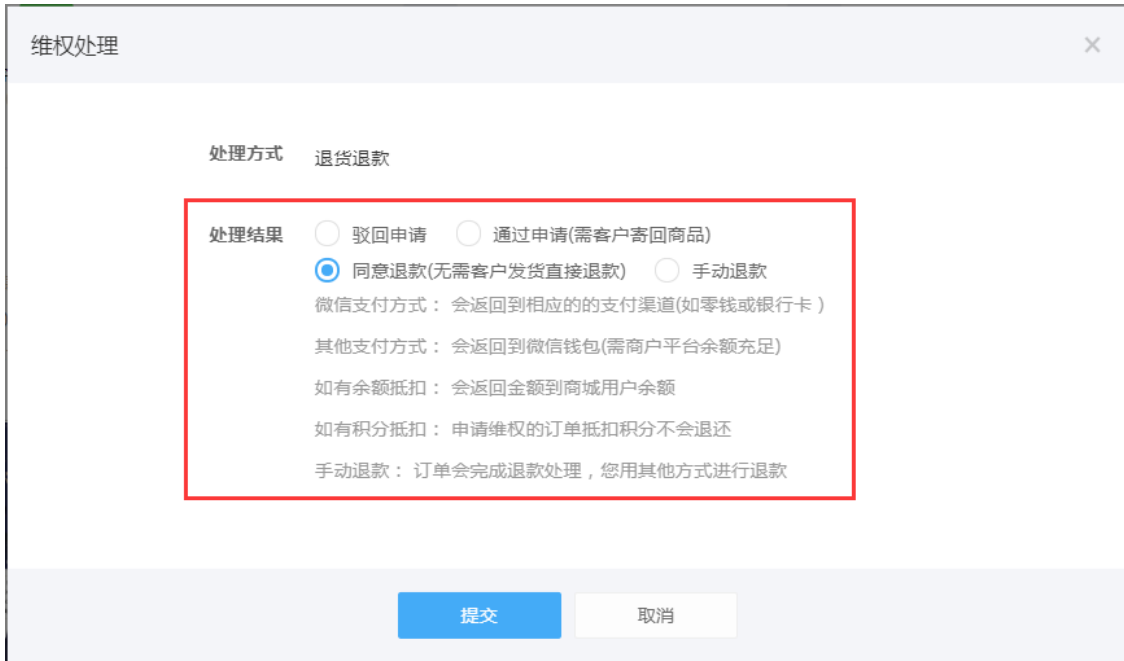 维权处理
处理方式 退货退款
处理结果 驳回申请 通过申请(需客户寄回商品)
同意退款(无需客户发货直接退款) 手动退款
微信支付方式： 会返回到相应的的支付渠道(如零钱或银行卡 )
其他支付方式： 会返回到微信钱包(需商户平台余额充足)
如有余额抵扣： 会返回金额到商城用户余额
如有积分抵扣： 申请维权的订单抵扣积分不会退还
手动退款： 订单会完成退款处理，您用其他方式进行退款
提交 取消